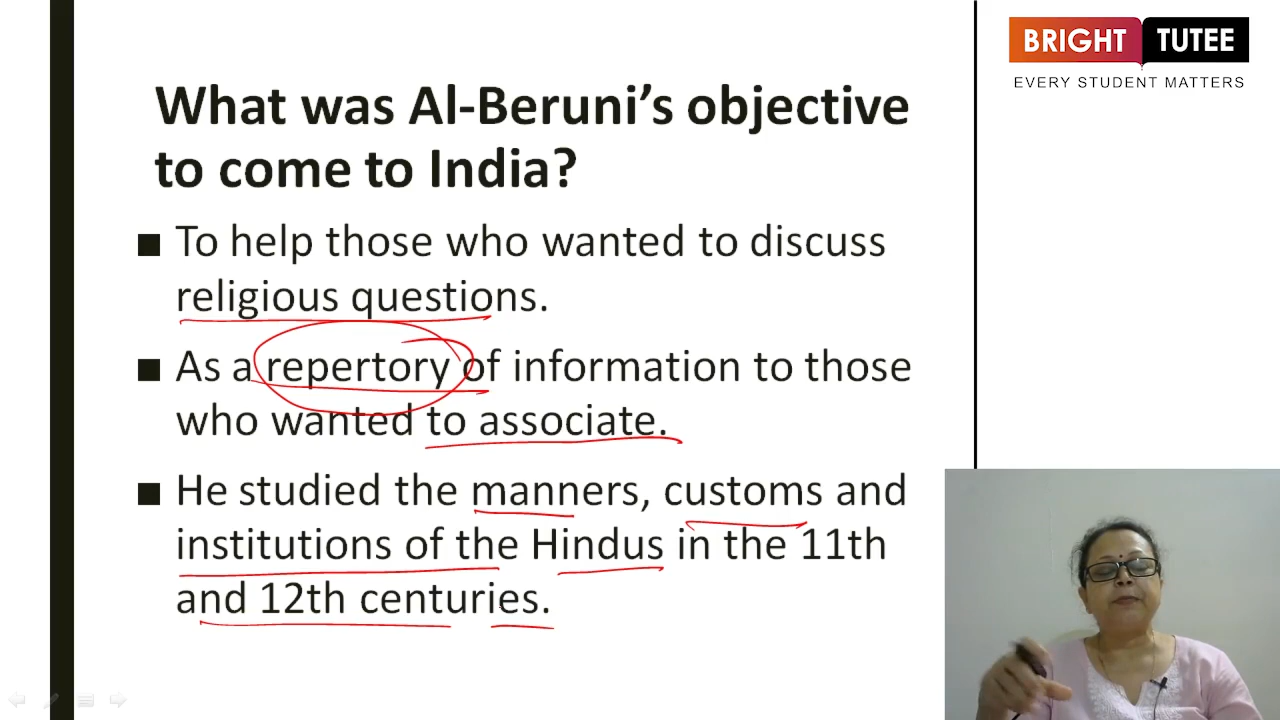 BRIGHT TUTEE
EVERY STUDENT MATTERS
What was Al-Beruni’s objective
to come to India?
■ To help those who wanted to discuss
religious questions.
■ As a repertory of information to those
who wanted to associate.
■ He studied the manners, customs and
institutions of the Hindus in the 11th
and 12th centuries.